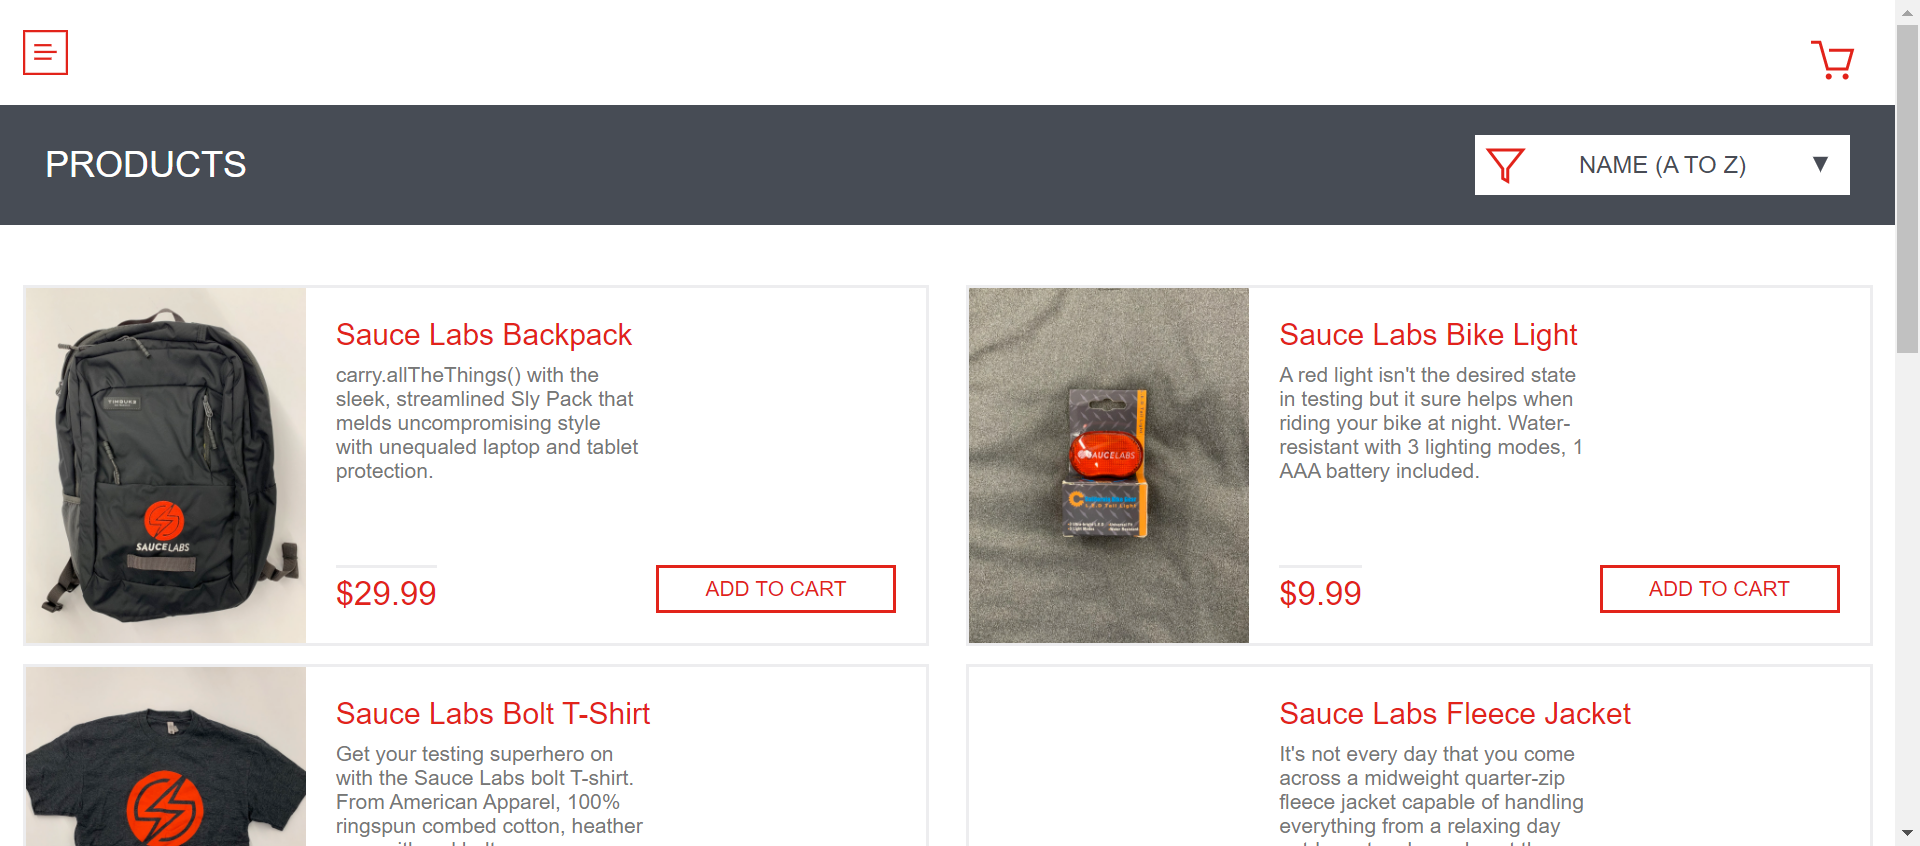 PRODUCTS
NAME (A TO Z)
Sauce Labs Backpack
carry.allTheThings() with the
sleek, streamlined Sly Pack that
melds uncompromising style
with unequaled laptop and tablet
protection.
$29.99
ADD TO CART
SAUCELABS
Sauce Labs Bike Light
A red light isn't the desired state
in testing but it sure helps when
riding your bike at night. Water-
resistant with 3 lighting modes, 1
AAA battery included.
$9.99
ADD TO CART
SAUCELABS
Sauce Labs Bolt T-Shirt
Get your testing superhero on
with the Sauce Labs bolt T-shirt.
From American Apparel, 100%
ringspun combed cotton, heather
Sauce Labs Fleece Jacket
It's not every day that you come
across a midweight quarter-zip
fleece jacket capable of handling
everything from a relaxing day